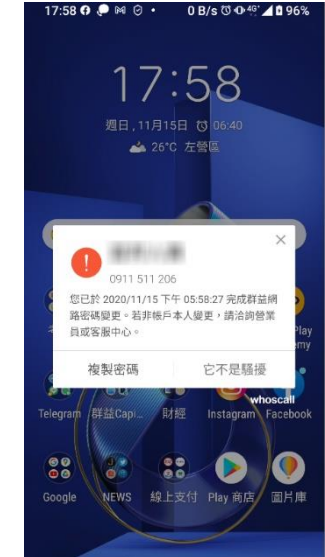 17:58 0 B/s 4G+ 96%
17:58
週日 , 11月15日 06:40
26°C 左營區
0911 511 206
您已於 2020/11/15 下午 05:58:27 完成群益網
路密碼變更。若非帳戶本人變更,請洽詢營業
員或客服中心。
複製密碼 它不是騷擾
whoscall
Play
emy
Telegram 群益Capi... 財經 Instagram Facebook
Google NEWS 線上支付 Play 商店 圖片庫